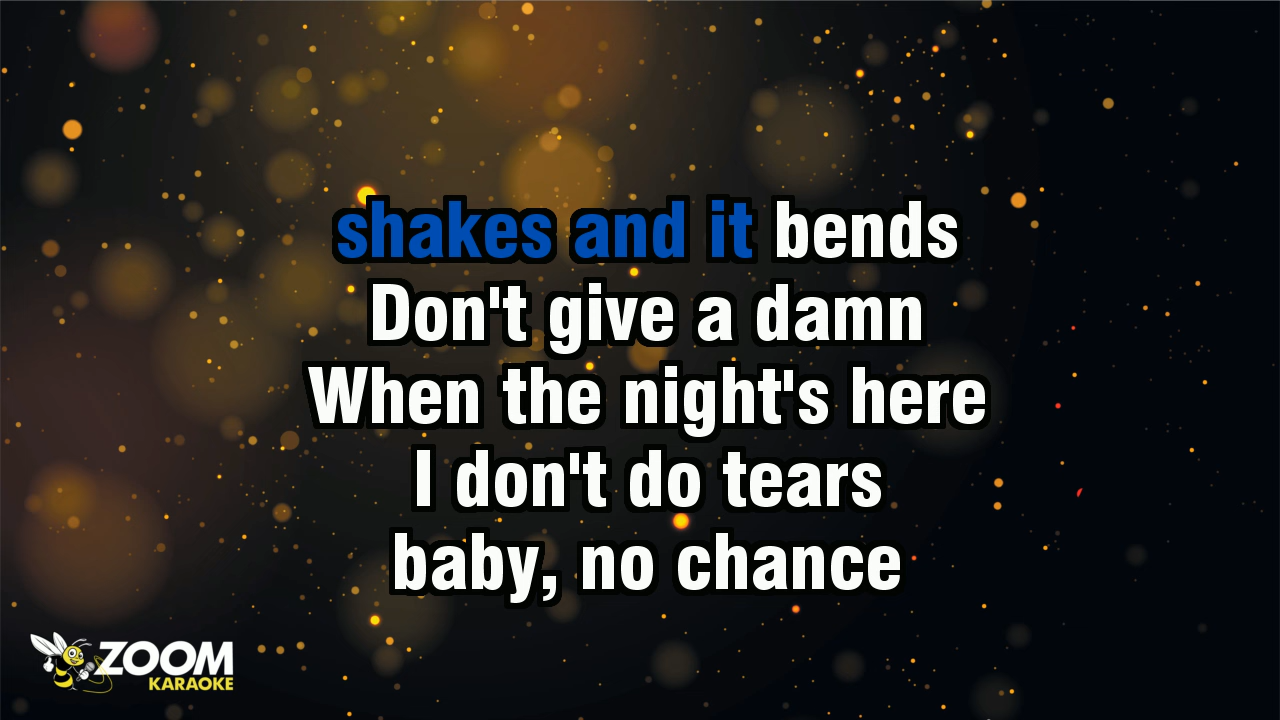 shakes and it bends
Don't give a damn
When the night's here
I don't do tears
baby, no chance
ZOOM
KARAOKE